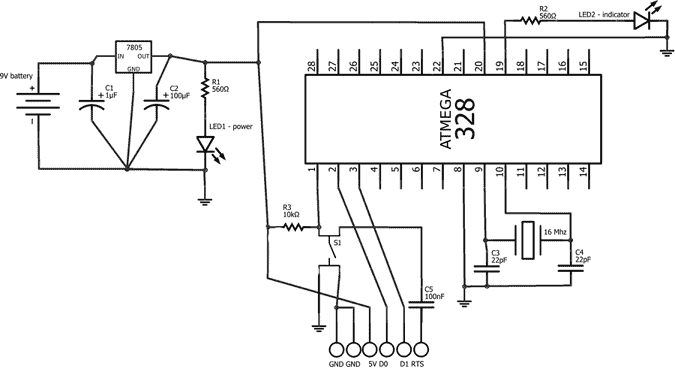 9V battery
+
−
7805
IN
OUT
GND
+ C1
1µF
+ C2
100µF
R1
560Ω
LED1 - power
R2
560Ω
LED2 - indicator
28 27 26 25 24 23 22 21 20 19 18 17 16 15
ATMEGA
328
1 2 3 4 5 6 7 8 9 10 11 12 13 14
R3
10kΩ
S1
C5
100nF
16 Mhz
C3
22pF
C4
22pF
GND GND 5V D0 D1 RTS